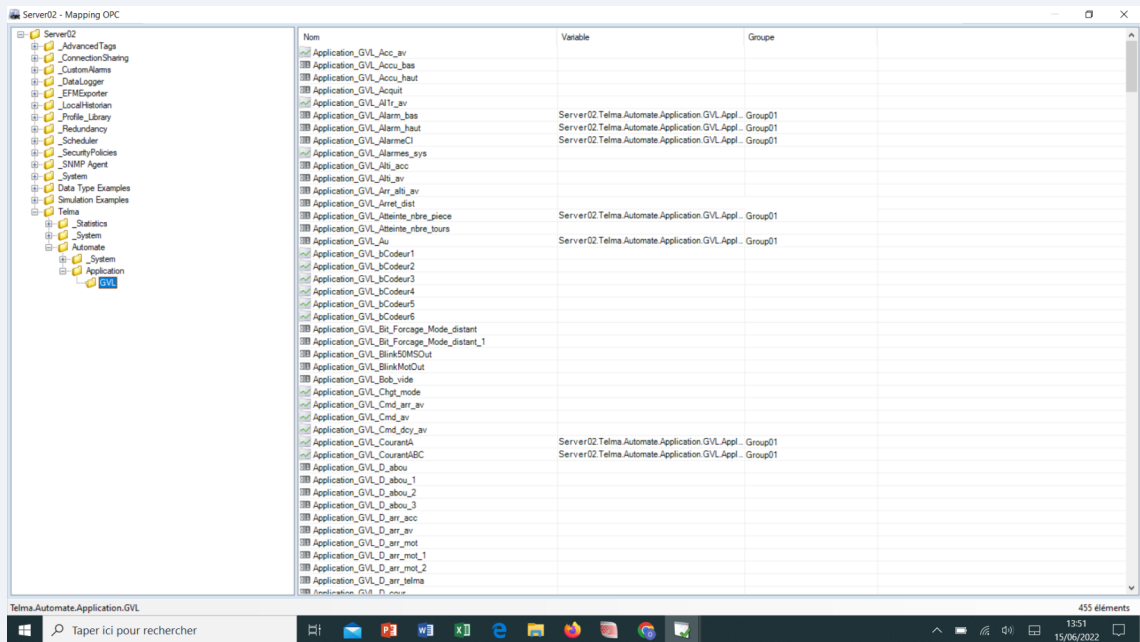 Server02 - Mapping OPC
Server02
_AdvancedTags
_ConnectionSharing
_CustomAlarms
_DataLogger
_EFMExporter
_LocalHistorian
_Profile_Library
_Redundancy
_Scheduler
_SecurityPolicies
_SNMP Agent
_System
Data Type Examples
Simulation Examples
Telma
_Statistics
_System
Automate
_System
Application
GVL
Nom Variable Groupe
Application_GVL_Acc_av
Application_GVL_Accu_bas
Application_GVL_Accu_haut
Application_GVL_Acquit
Application_GVL_Al1r_av
Application_GVL_Alarm_bas Server02.Telma.Automate.Application.GVL.Appl... Group01
Application_GVL_Alarm_haut Server02.Telma.Automate.Application.GVL.Appl... Group01
Application_GVL_AlarmeCI Server02.Telma.Automate.Application.GVL.Appl... Group01
Application_GVL_Alarmes_sys
Application_GVL_Alti_acc
Application_GVL_Alti_av
Application_GVL_Arr_alti_av
Application_GVL_Arret_dist
Application_GVL_Atteinte_nbre_piece Server02.Telma.Automate.Application.GVL.Appl... Group01
Application_GVL_Atteinte_nbre_tours
Application_GVL_Au Server02.Telma.Automate.Application.GVL.Appl... Group01
Application_GVL_bCodeur1
Application_GVL_bCodeur2
Application_GVL_bCodeur3
Application_GVL_bCodeur4
Application_GVL_bCodeur5
Application_GVL_bCodeur6
Application_GVL_Bit_Forcage_Mode_distant
Application_GVL_Bit_Forcage_Mode_distant_1
Application_GVL_Blink50MSOut
Application_GVL_BlinkMotOut
Application_GVL_Bob_vide
Application_GVL_Chgt_mode
Application_GVL_Cmd_arr_av
Application_GVL_Cmd_av
Application_GVL_Cmd_dcy_av
Application_GVL_CourantA Server02.Telma.Automate.Application.GVL.Appl... Group01
Application_GVL_CourantABC Server02.Telma.Automate.Application.GVL.Appl... Group01
Application_GVL_D_abou
Application_GVL_D_abou_1
Application_GVL_D_abou_2
Application_GVL_D_abou_3
Application_GVL_D_arr_acc
Application_GVL_D_arr_av
Application_GVL_D_arr_mot
Application_GVL_D_arr_mot_1
Application_GVL_D_arr_mot_2
Application_GVL_D_arr_telma
Application_GVL_D_cour
Telma.Automate.Application.GVL 455 éléments
Taper ici pour rechercher
13:51
15/06/2022